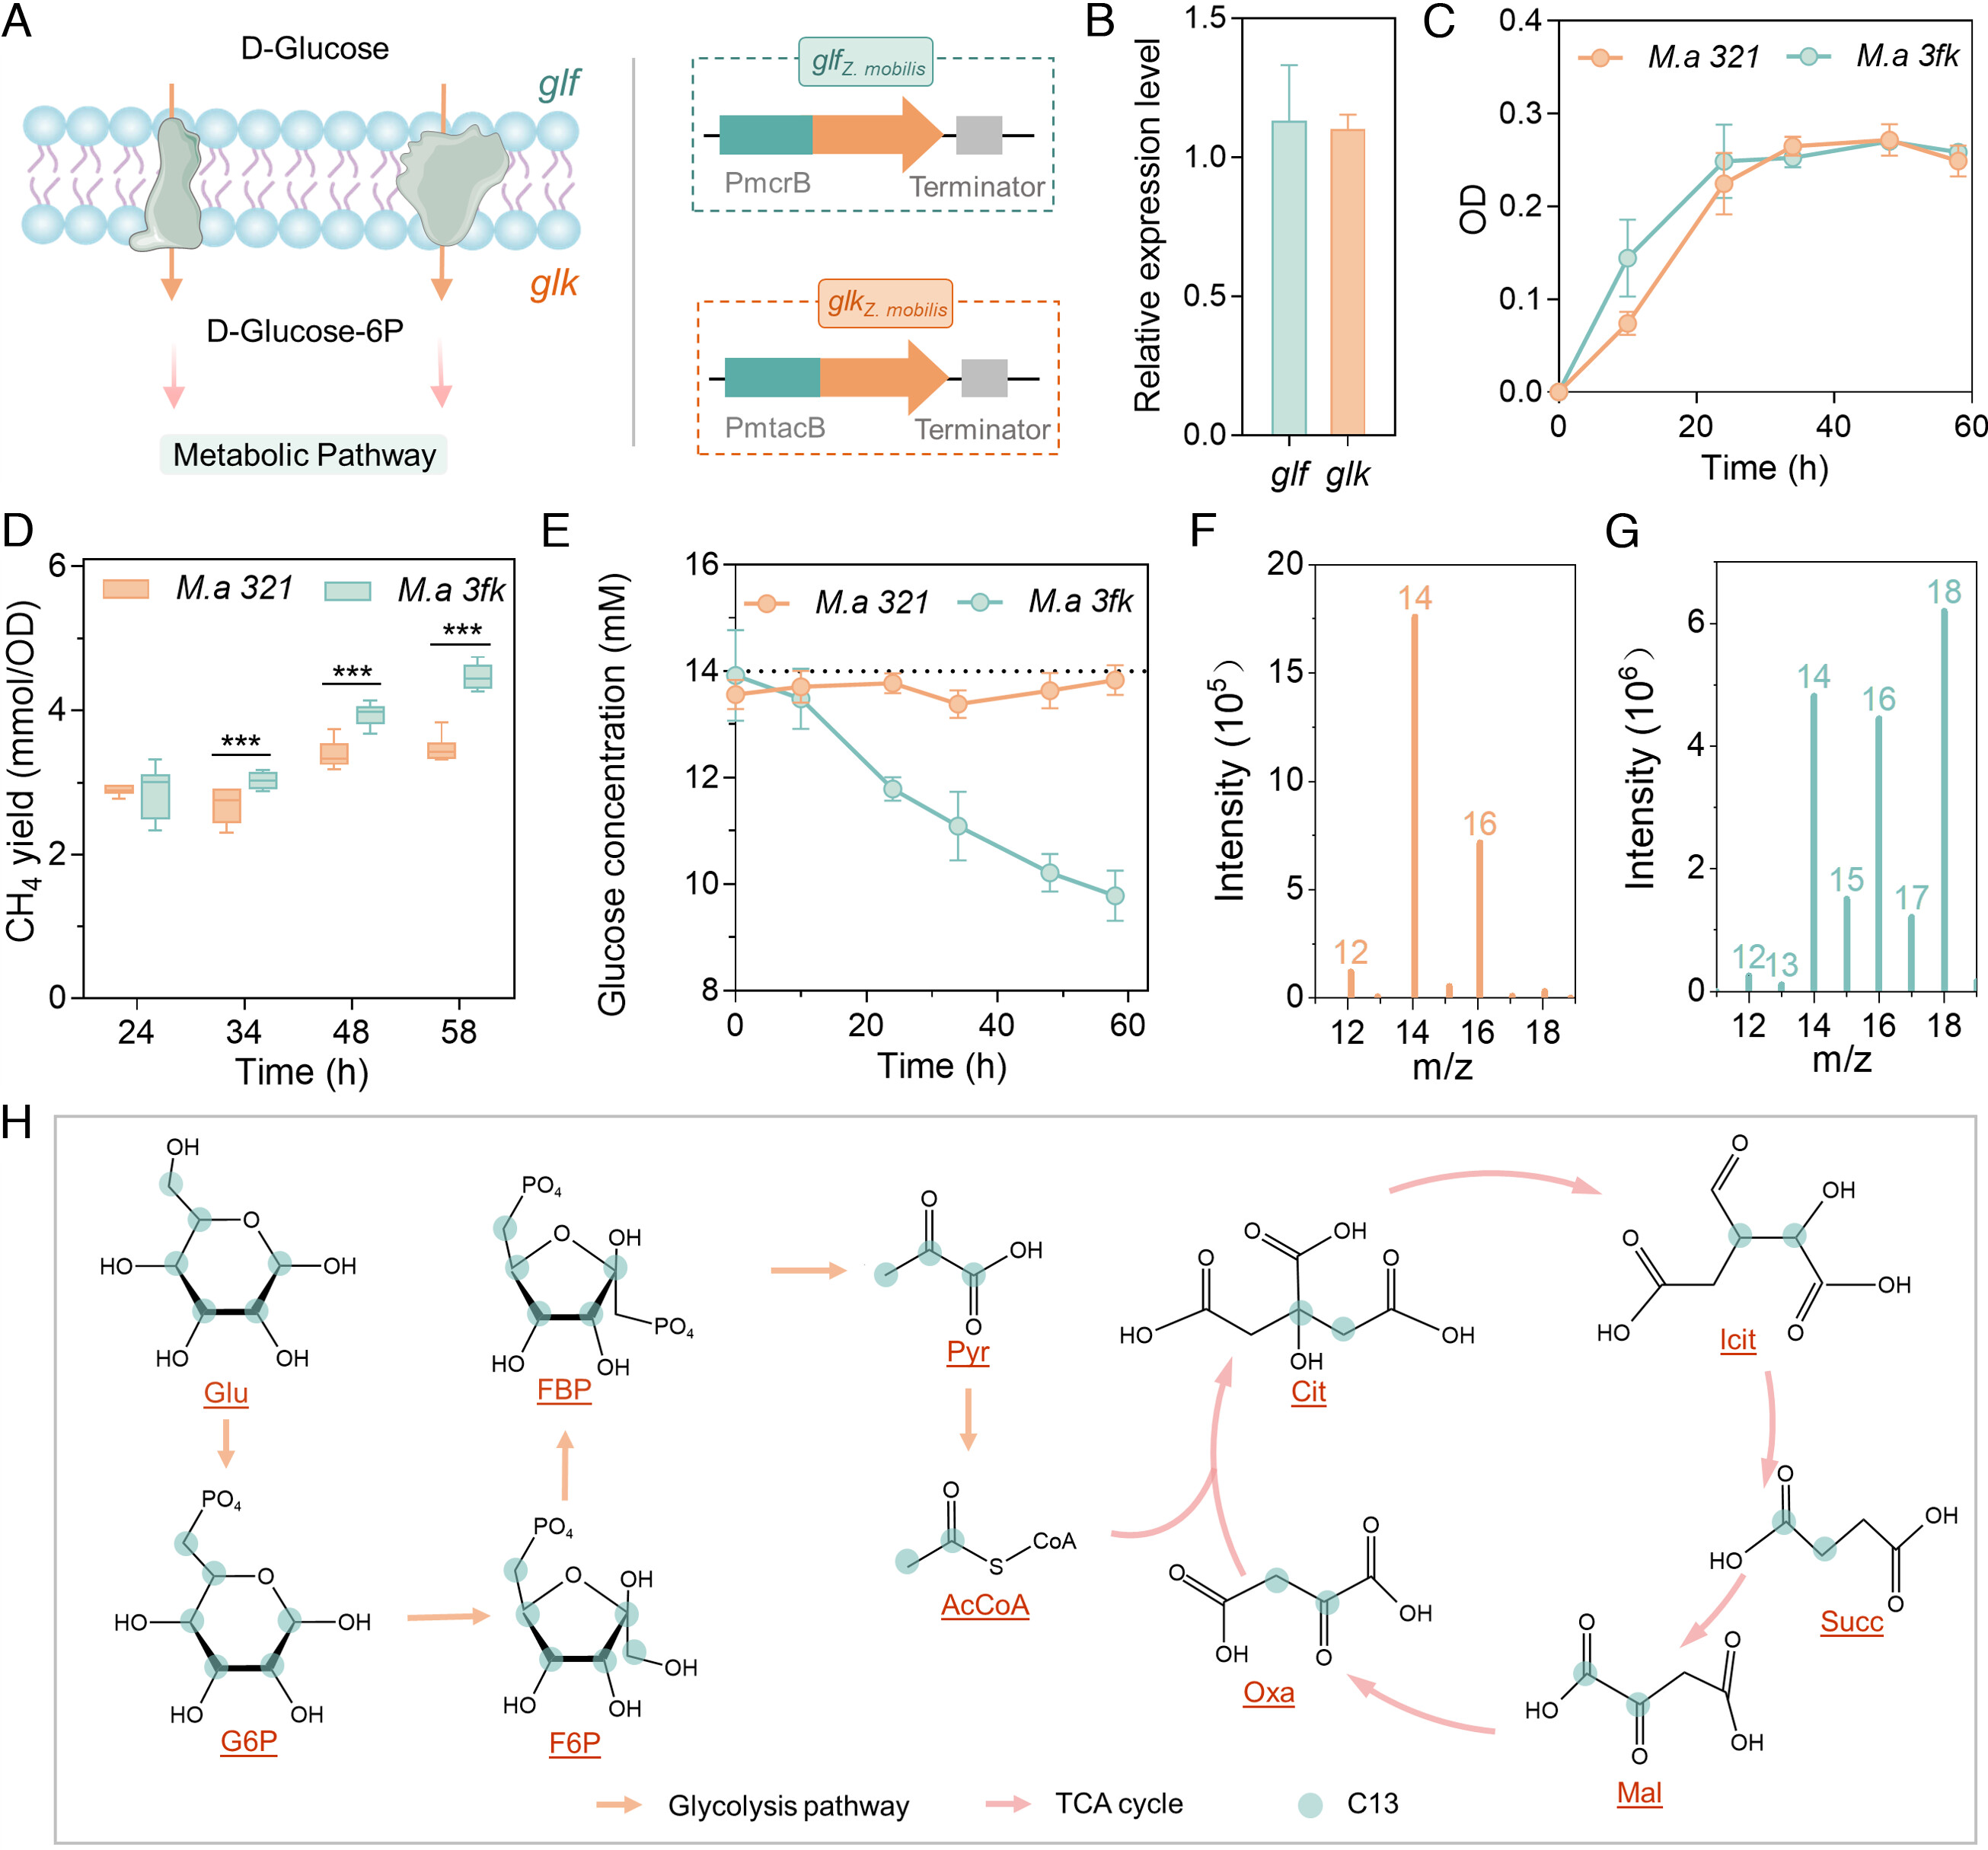 A
D-Glucose
glf
glk
D-Glucose-6P
Metabolic Pathway
glf Z. mobilis
PmcrB
Terminator
glk Z. mobilis
PmtacB
Terminator
B
Relative expression level
1.5
1.0
0.5
0.0
glf glk
C
OD
0.4
0.3
0.2
0.1
0.0
M.a 321 M.a 3fk
0 20 40 60
Time (h)
D
CH4 yield (mmol/OD)
6
4
2
0
M.a 321 M.a 3fk
***
***
***
24 34 48 58
Time (h)
E
Glucose concentration (mM)
16
14
12
10
8
M.a 321 M.a 3fk
0 20 40 60
Time (h)
F
Intensity (10^5)
20
15
10
5
0
12
14
16
12 14 16 18
m/z
G
Intensity (10^6)
6
4
2
0
12
13
14
15
16
17
18
12 14 16 18
m/z
H
OH
O
HO OH
HO OH
Glu
PO4
O
HO OH
HO OH
G6P
PO4
O OH
PO4
HO OH
FBP
PO4
O OH
OH
HO OH
F6P
O
OH
O
Pyr
O
S CoA
AcCoA
O OH
O O
HO OH
OH
Cit
O
OH
O
OH
HO O
Icit
O
OH
HO
O
Succ
O
O
HO
O OH
Mal
O
O
OH
OH O
Oxa
Glycolysis pathway
TCA cycle
C13